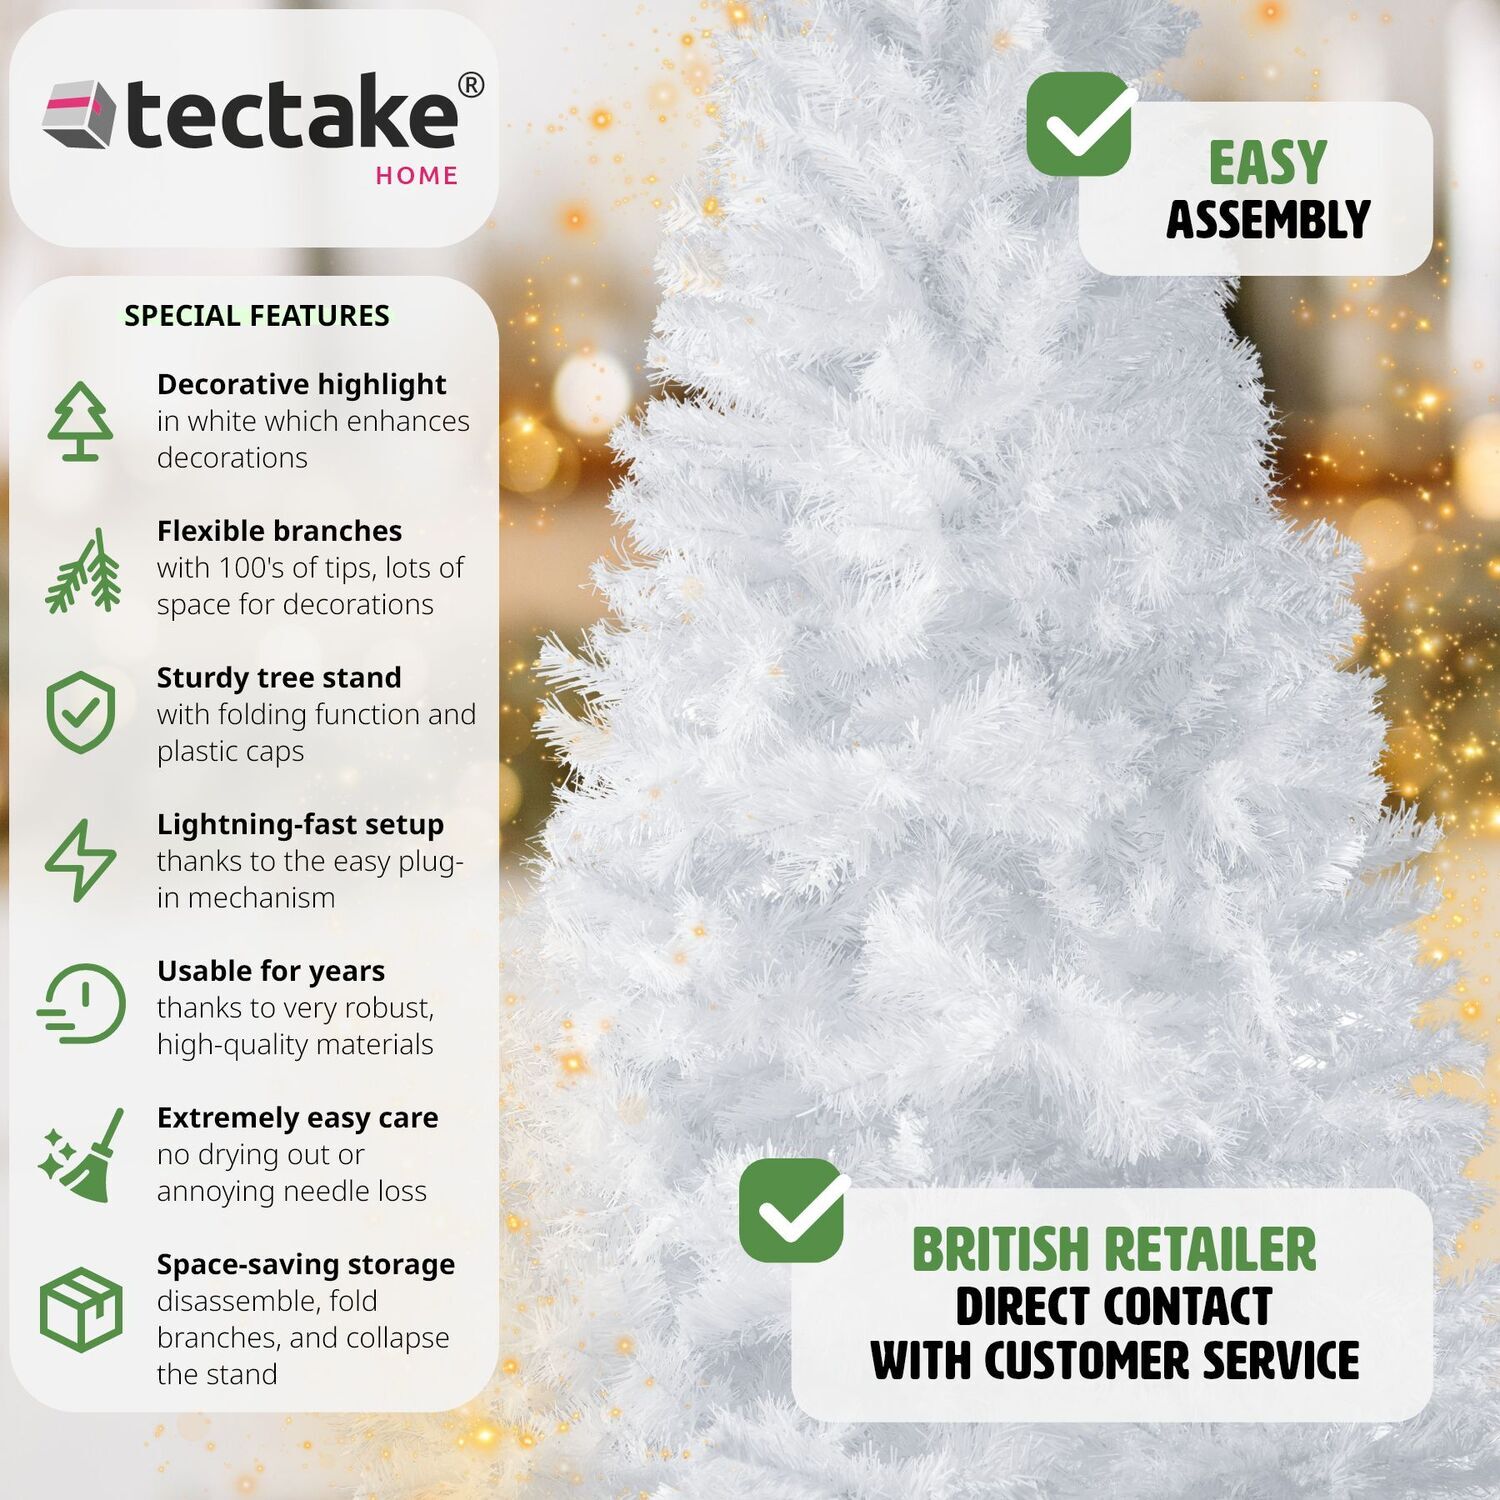 tectake®
HOME
SPECIAL FEATURES
Decorative highlight
in white which enhances
decorations
Flexible branches
with 100's of tips, lots of
space for decorations
Sturdy tree stand
with folding function and
plastic caps
Lightning-fast setup
thanks to the easy plug-
in mechanism
Usable for years
thanks to very robust,
high-quality materials
Extremely easy care
no drying out or
annoying needle loss
Space-saving storage
disassemble, fold
branches, and collapse
the stand
EASY
ASSEMBLY
BRITISH RETAILER
DIRECT CONTACT
WITH CUSTOMER SERVICE